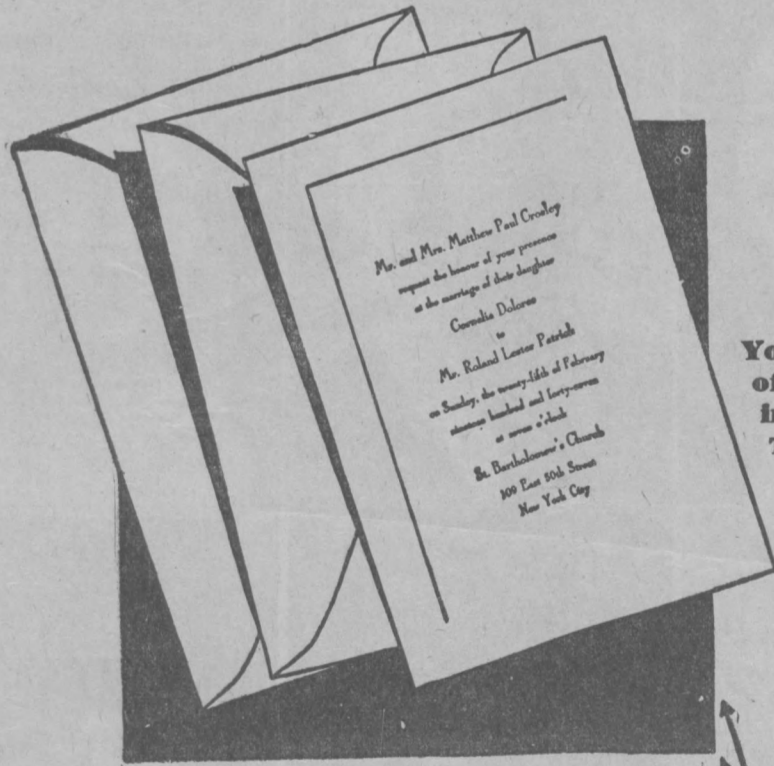 Mr. and Mrs. Matthew Paul Crosley
request the honour of your presence
at the marriage of their daughter
Cornelia Dolores
to
Mr. Roland Lester Patrick
on Sunday, the twenty-fifth of February
nineteen hundred and forty-seven
at seven o'clock
St. Bartholomew's Church
109 East 50th Street
New York City
of